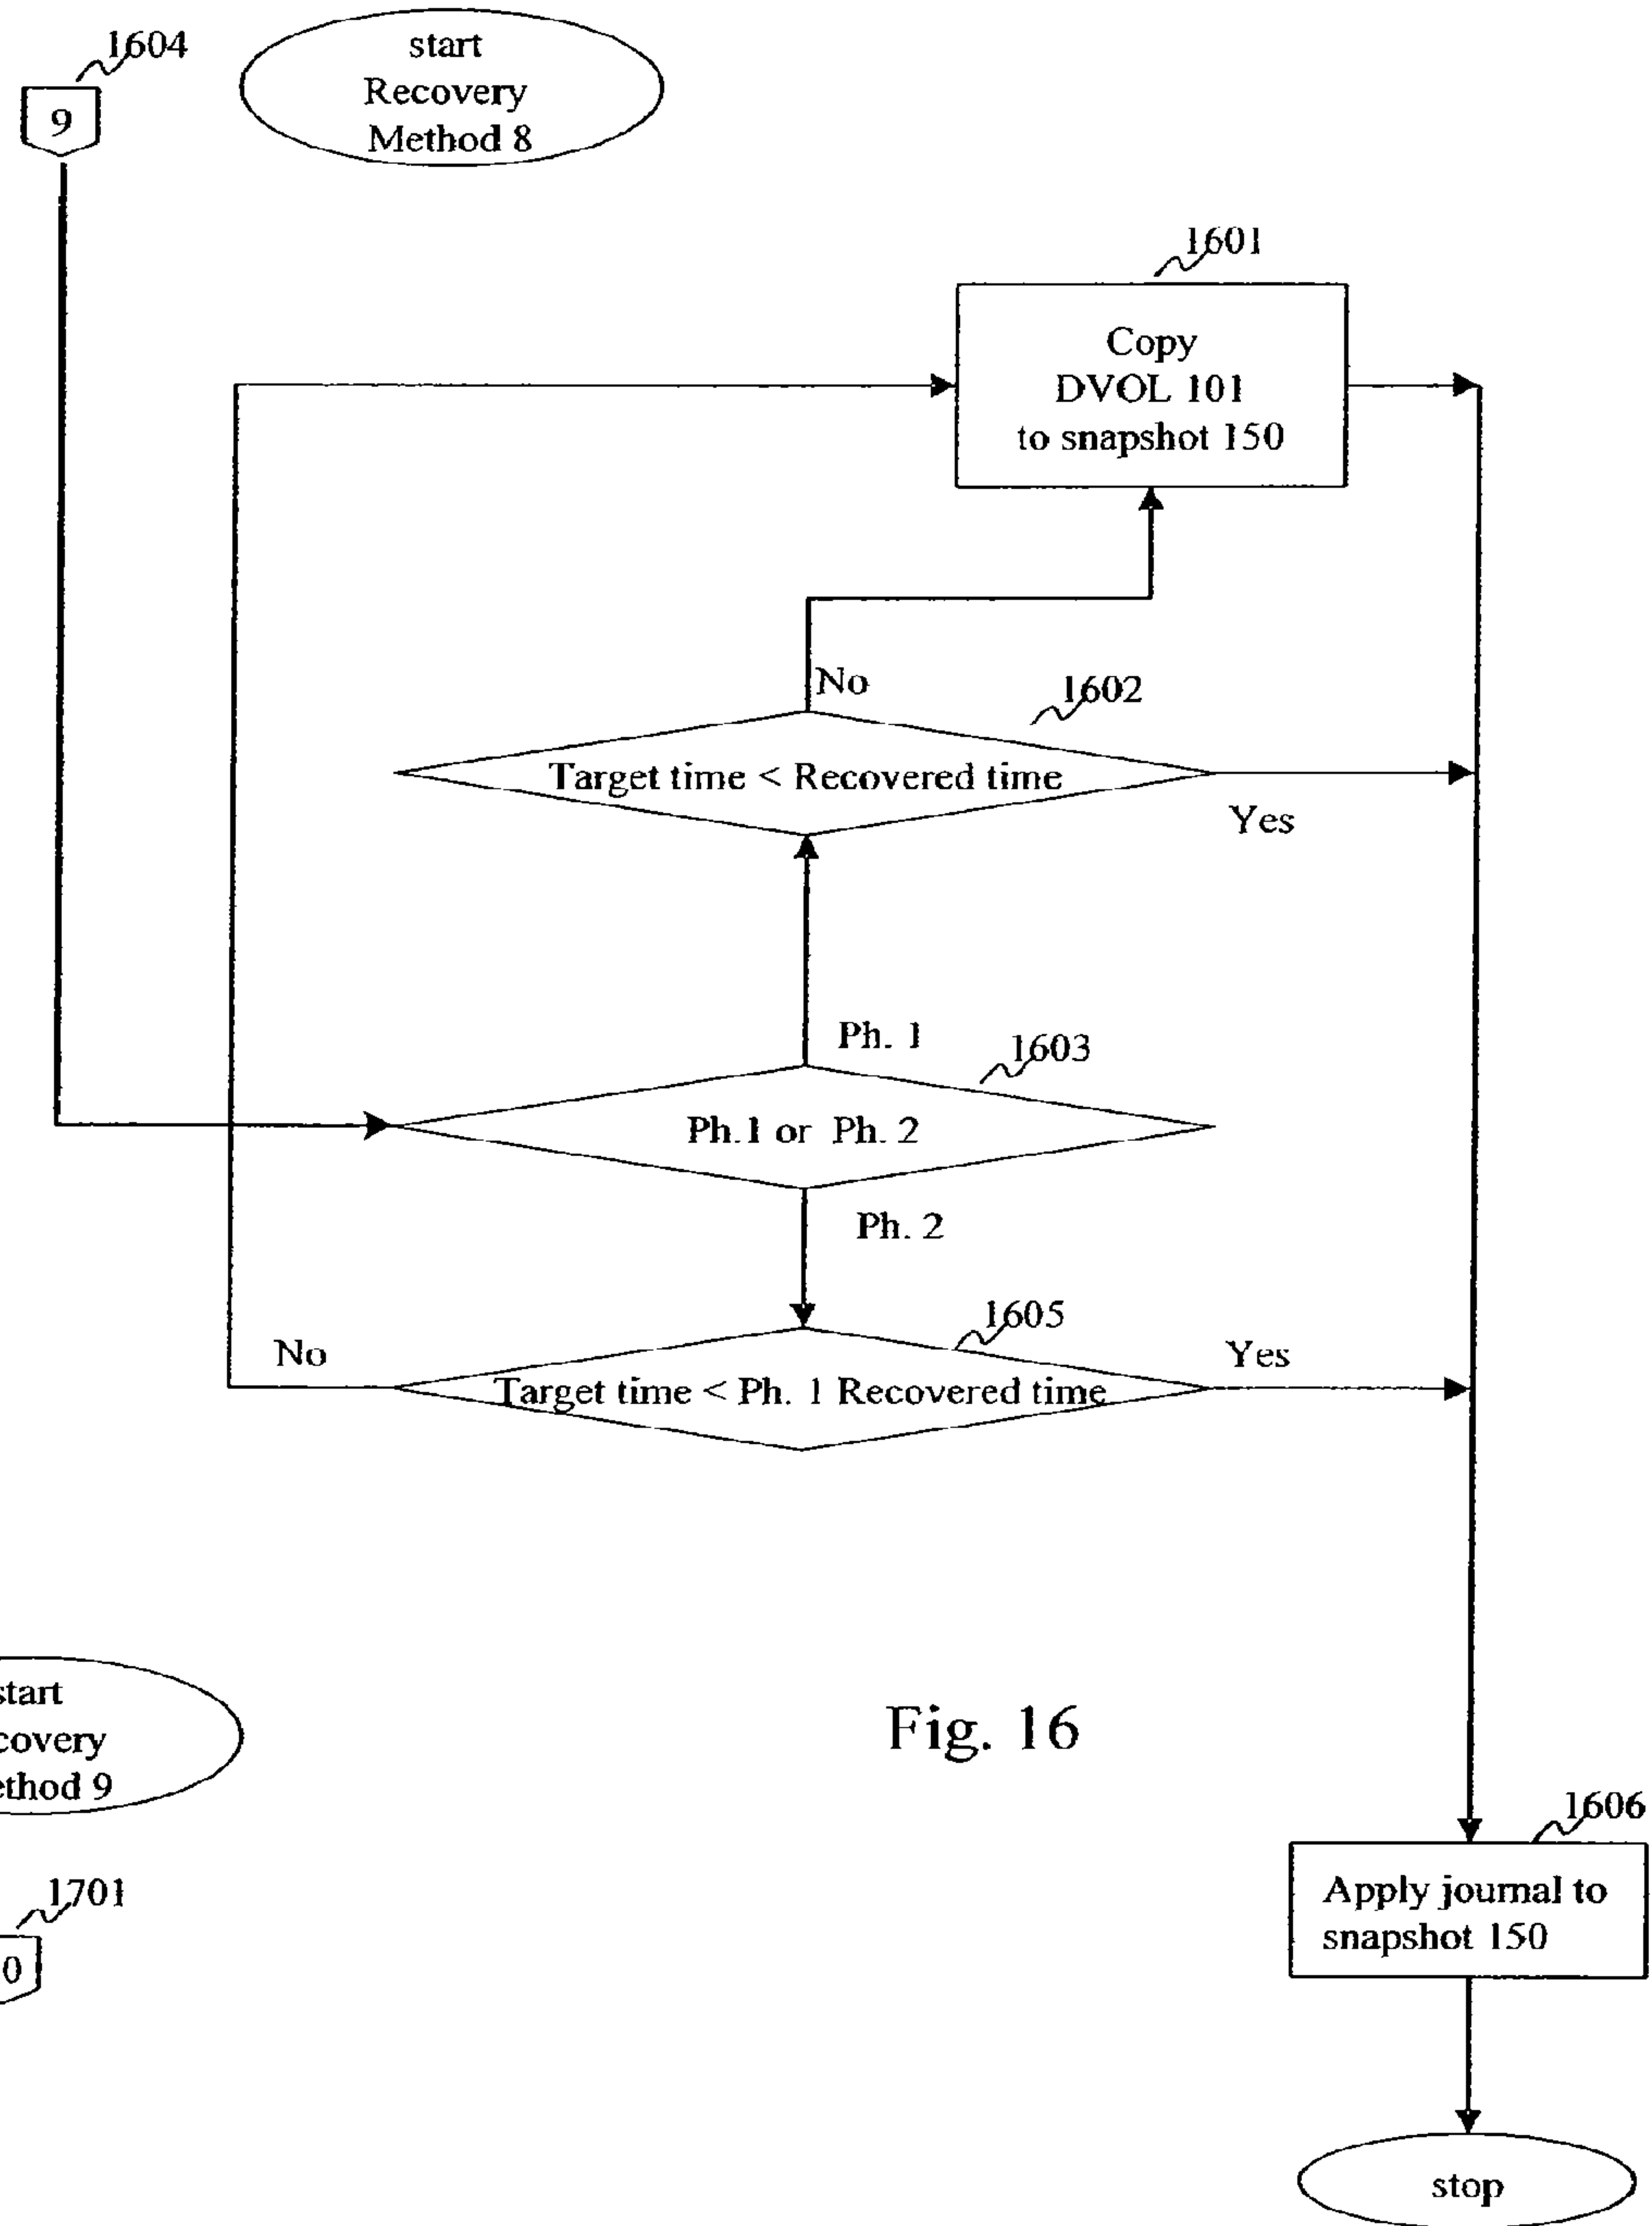 1604
9
start
Recovery
Method 8
1601
Copy
DVOL 101
to snapshot 150
No
1602
Target time < Recovered time
Yes
Ph. 1
1603
Ph.1 or Ph. 2
Ph. 2
1605
No
Yes
Target time < Ph. 1 Recovered time
start
covery
ethod 9
Fig. 16
1606
Apply journal to
snapshot 150
1701
0
stop